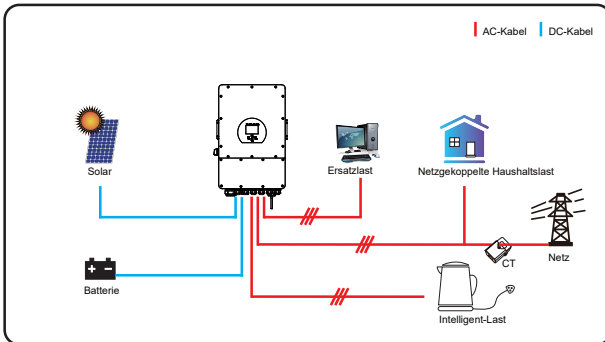 AC-Kabel
DC-Kabel
Solar
Ersatzlast
Netzgekoppelte Haushaltslast
CT
Netz
Batterie
Intelligent-Last